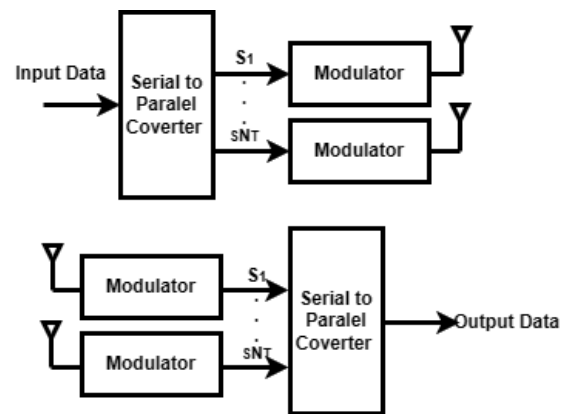 Input Data
Serial to
Paralel
Coverter
S1
Modulator
sNT
Modulator
Modulator
S1
Modulator
sNT
Serial to
Paralel
Coverter
Output Data